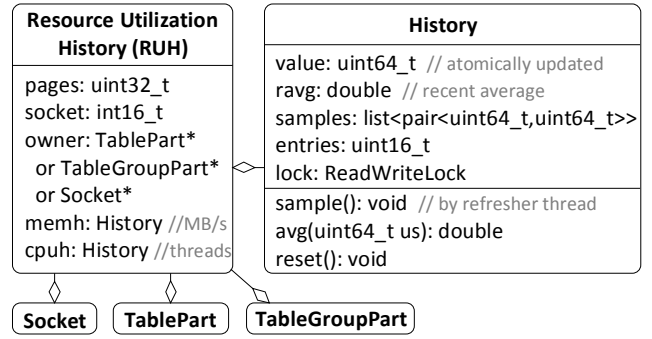 Resource Utilization
History (RUH)
pages: uint32_t
socket: int16_t
owner: TablePart*
or TableGroupPart*
or Socket*
memh: History //MB/s
cpuh: History //threads
History
value: uint64_t // atomically updated
ravg: double // recent average
samples: list<pair<uint64_t,uint64_t>>
entries: uint16_t
lock: ReadWriteLock
sample(): void // by refresher thread
avg(uint64_t us): double
reset(): void
Socket
TablePart
TableGroupPart